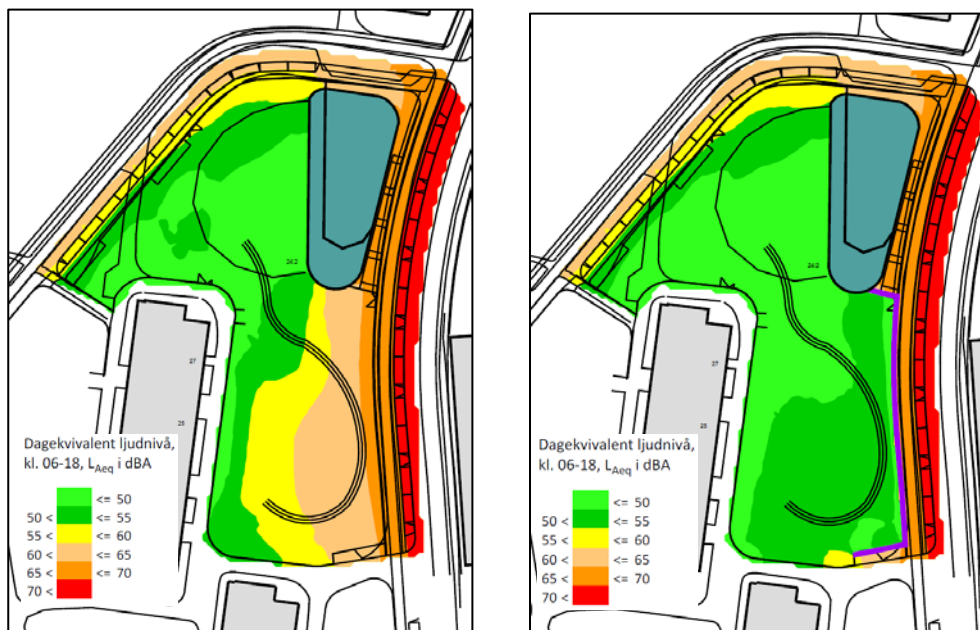 24.2
27
28
Dagekvivalent ljudnivå,
kl. 06-18, LAeq i dBA
<= 50
50 < <= 55
55 < <= 60
60 < <= 65
65 < <= 70
70 <
24.2
27
28
Dagekvivalent ljudnivå,
kl. 06-18, LAeq i dBA
<= 50
50 < <= 55
55 < <= 60
60 < <= 65
65 < <= 70
70 <